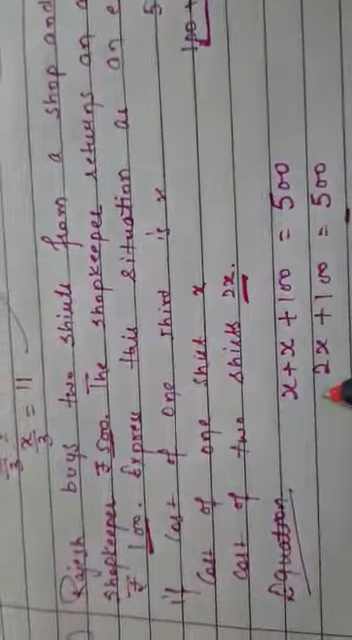 x/3 = 11
Rajesh buys two shirts from a shop and
shopkeeper ₹500. The shopkeeper returns an a
₹100. Express this situation as an e
If cost of one shirt is x
Cost of one shirt x
Cost of two shirts 2x.
Equation x+x+100 = 500
2x+100 = 500